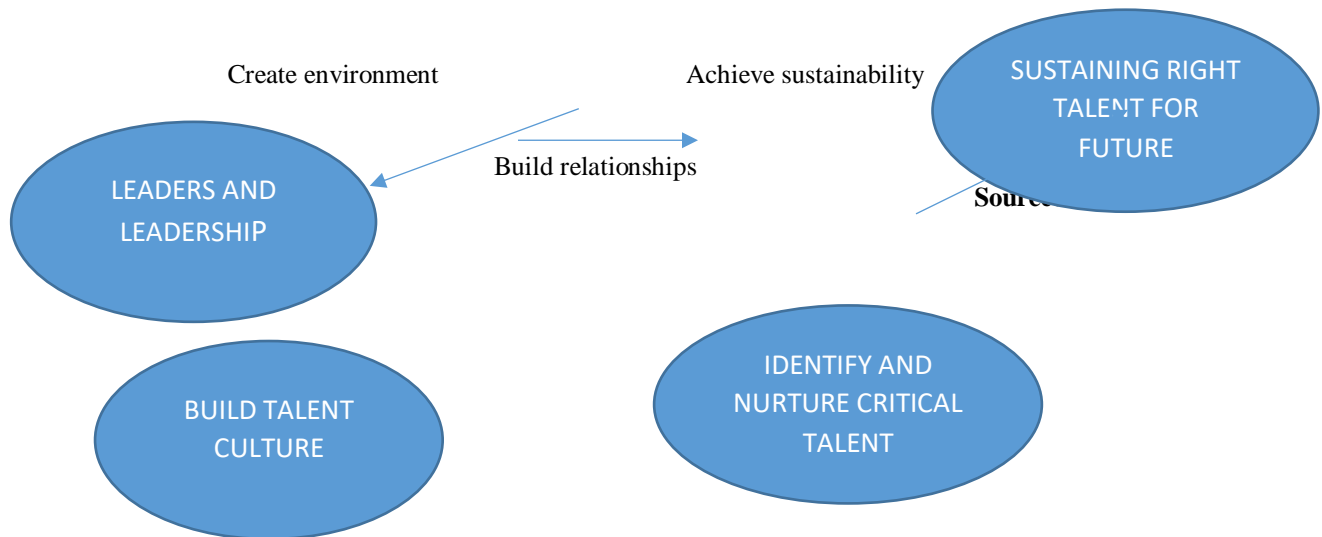 Create environment
Achieve sustainability
SUSTAINING RIGHT
TALENT FOR
FUTURE
Build relationships
LEADERS AND
LEADERSHIP
Source
IDENTIFY AND
NURTURE CRITICAL
TALENT
BUILD TALENT
CULTURE